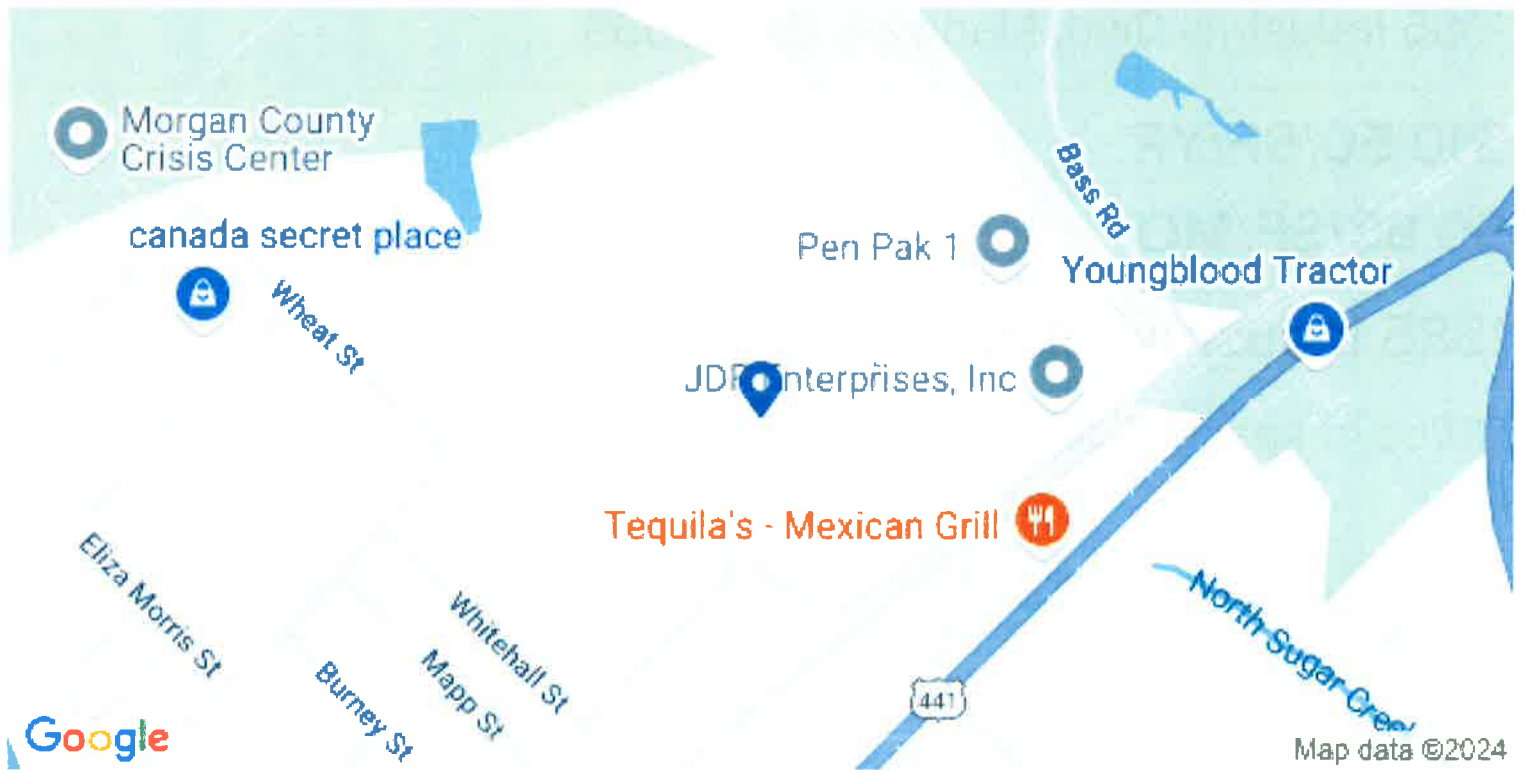 Morgan County
Crisis Center
canada secret place
Wheat St
Bass Rd
Pen Pak 1
Youngblood Tractor
Enterprises, Inc
Tequila's - Mexican Grill
Eliza Morris St
Whitehall St
Mapp St
Burney St
441
North Sugar Creek
Google
Map data ©2024